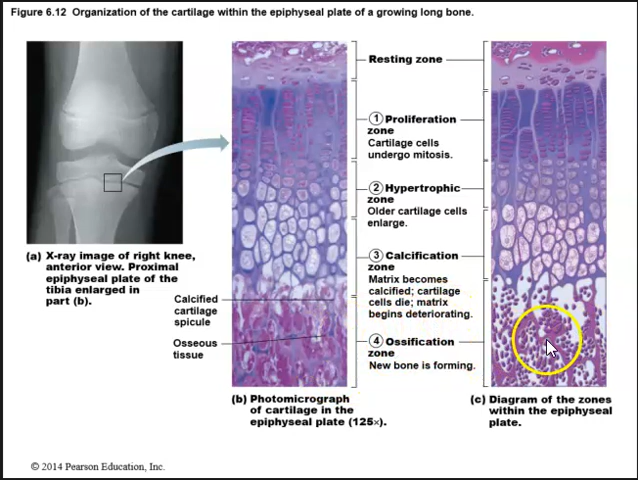 Figure 6.12  Organization of the cartilage within the epiphyseal plate of a growing long bone.
Resting zone
1 Proliferation
zone
Cartilage cells
undergo mitosis.
2 Hypertrophic
zone
Older cartilage cells
enlarge.
3 Calcification
zone
Matrix becomes
calcified; cartilage
cells die; matrix
begins deteriorating.
4 Ossification
zone
New bone is forming.
(a) X-ray image of right knee,
anterior view. Proximal
epiphyseal plate of the
tibia enlarged in
part (b).
Calcified
cartilage
spicule
Osseous
tissue
(b) Photomicrograph
of cartilage in the
epiphyseal plate (125×).
(c) Diagram of the zones
within the epiphyseal
plate.
© 2014 Pearson Education, Inc.